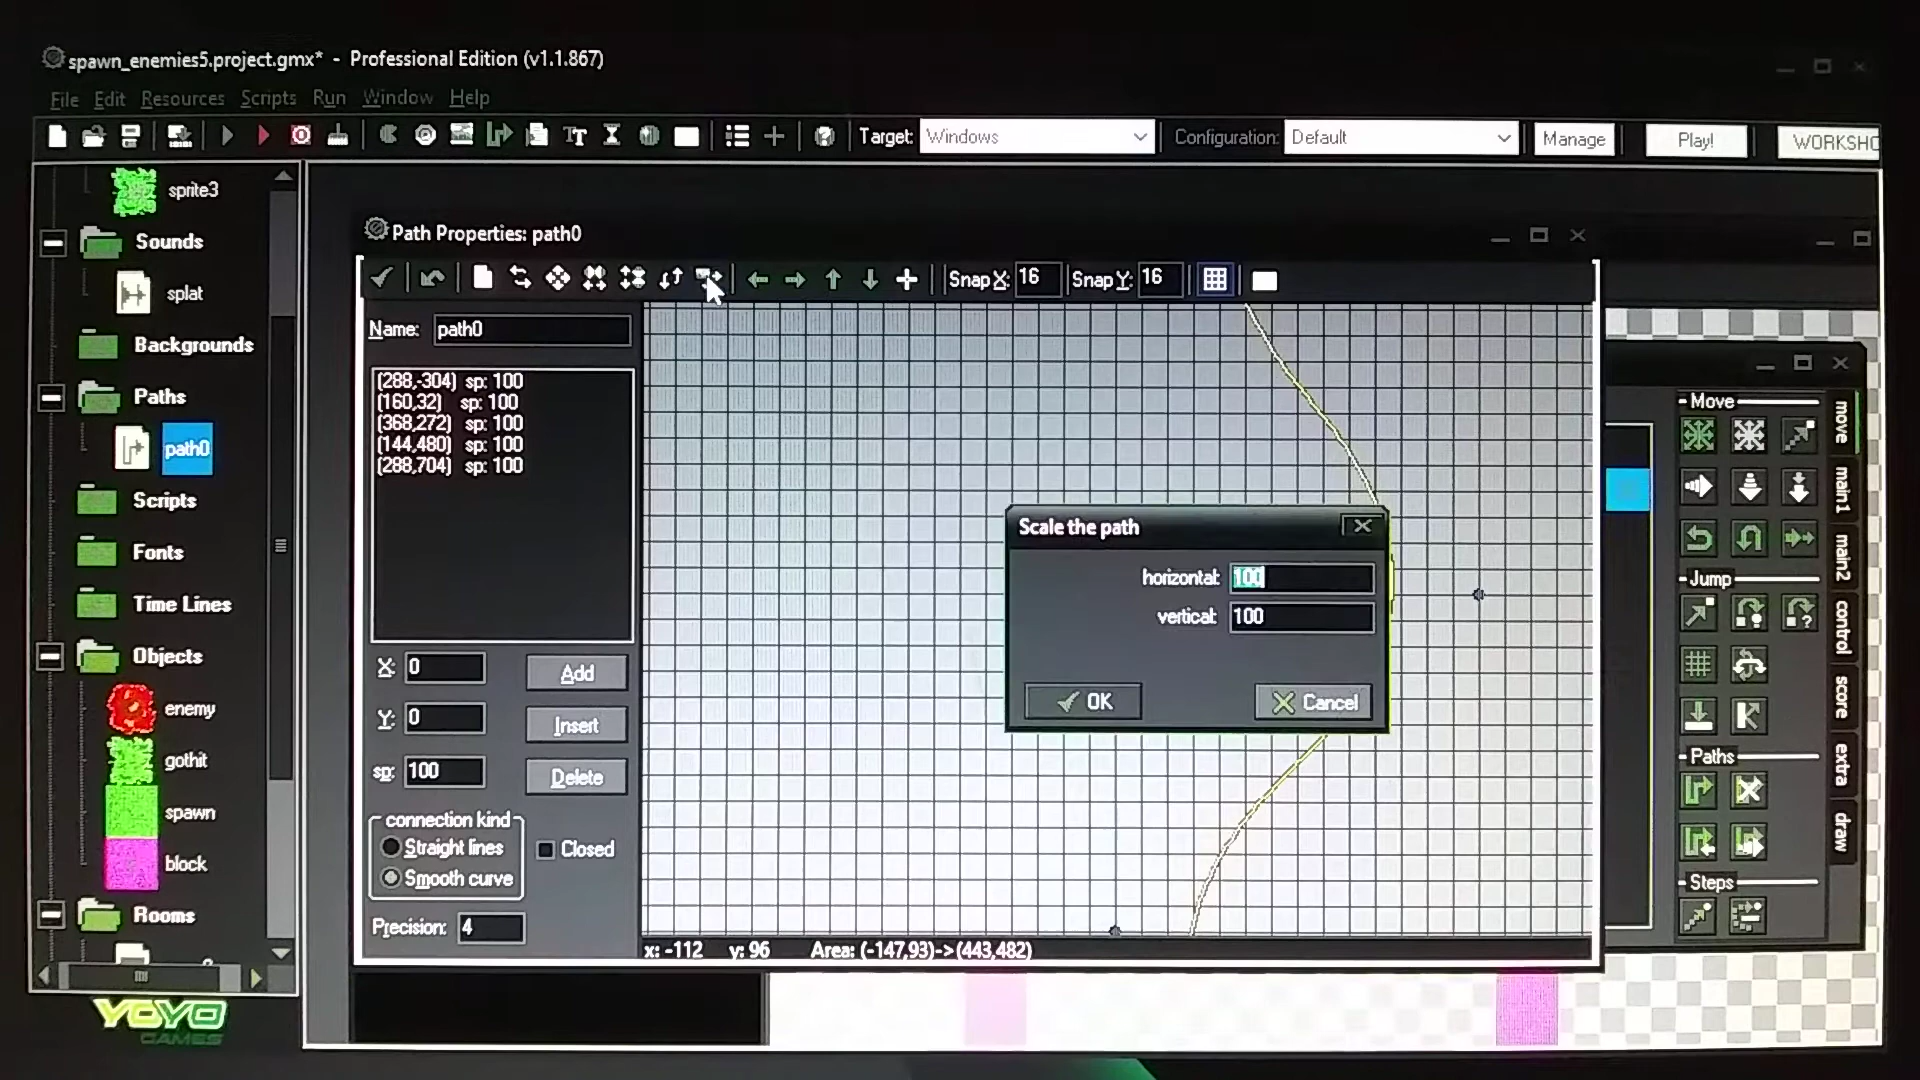 spawn_enemies5.project.gmx* - Professional Edition (v1.1.867)
File Edit Resources Scripts Run Window Help
Target: Windows Configuration: Default Manage Play! WORKSHO
sprite3
Sounds
splat
Backgrounds
Paths
path0
Scripts
Fonts
Time Lines
Objects
enemy
gothit
spawn
block
Rooms
YOYO
GAMES
Path Properties: path0
Snap X: 16 Snap Y: 16
Name: path0
(288,-304) sp: 100
(160,32) sp: 100
(368,272) sp: 100
(144,480) sp: 100
(288,704) sp: 100
X: 0 Add
Y: 0 Insert
sp: 100 Delete
connection kind
Straight lines
Closed
Smooth curve
Precision: 4
x: -112 y: 96 Area: (-147,93)->(443,482)
Scale the path
horizontal: 100
vertical: 100
OK Cancel
Move
Jump
Paths
Steps
move
main1
main2
control
score
extra
draw